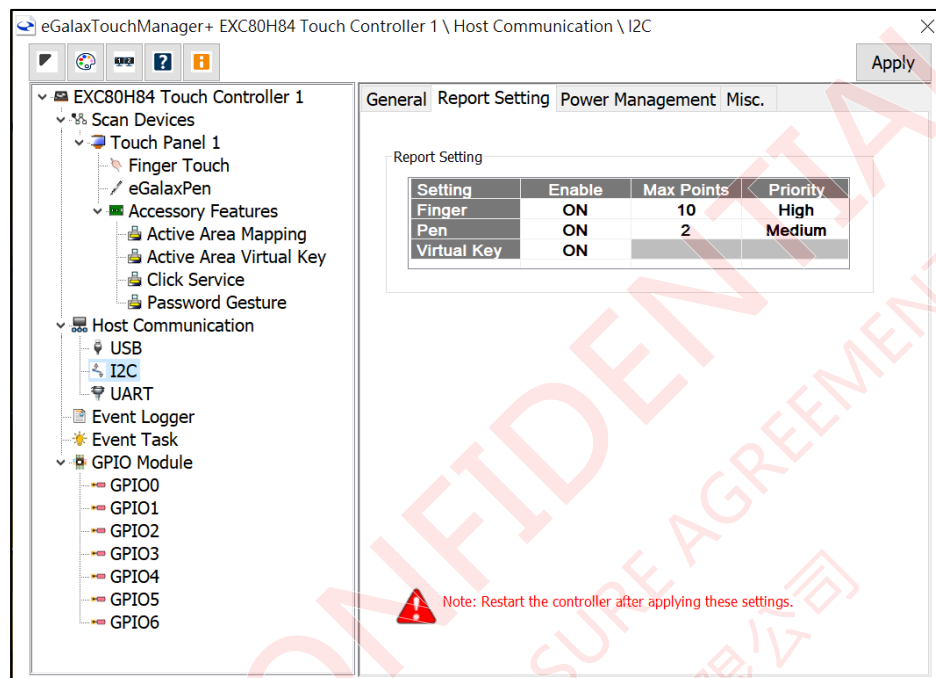 eGalaxTouchManager+ EXC80H84 Touch Controller 1 \ Host Communication \ I2C
Apply
EXC80H84 Touch Controller 1
Scan Devices
Touch Panel 1
Finger Touch
eGalaxPen
Accessory Features
Active Area Mapping
Active Area Virtual Key
Click Service
Password Gesture
Host Communication
USB
I2C
UART
Event Logger
Event Task
GPIO Module
GPIO0
GPIO1
GPIO2
GPIO3
GPIO4
GPIO5
GPIO6
General Report Setting Power Management Misc.
Report Setting
Setting Enable Max Points Priority
Finger ON 10 High
Pen ON 2 Medium
Virtual Key ON
Note: Restart the controller after applying these settings.
CONFIDENTIAL
SURE AGREEMENT
限公司